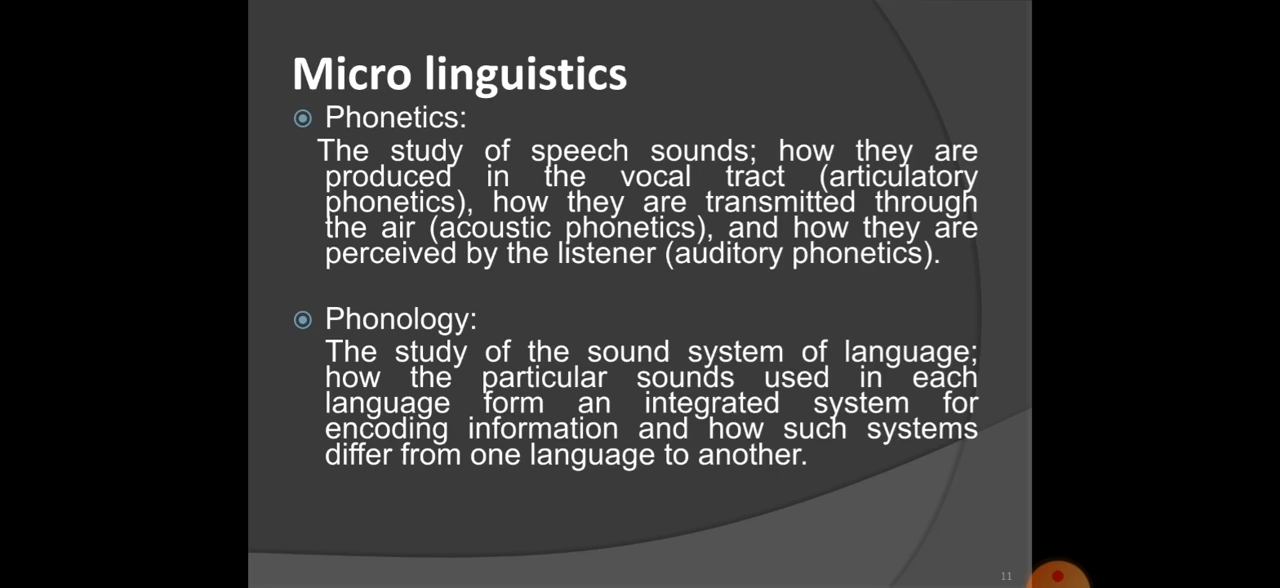 Micro linguistics
Phonetics:
The study of speech sounds; how they are
produced in the vocal tract (articulatory
phonetics), how they are transmitted through
the air (acoustic phonetics), and how they are
perceived by the listener (auditory phonetics).
Phonology:
The study of the sound system of language;
how the particular sounds used in each
language form an integrated system for
encoding information and how such systems
differ from one language to another.
11